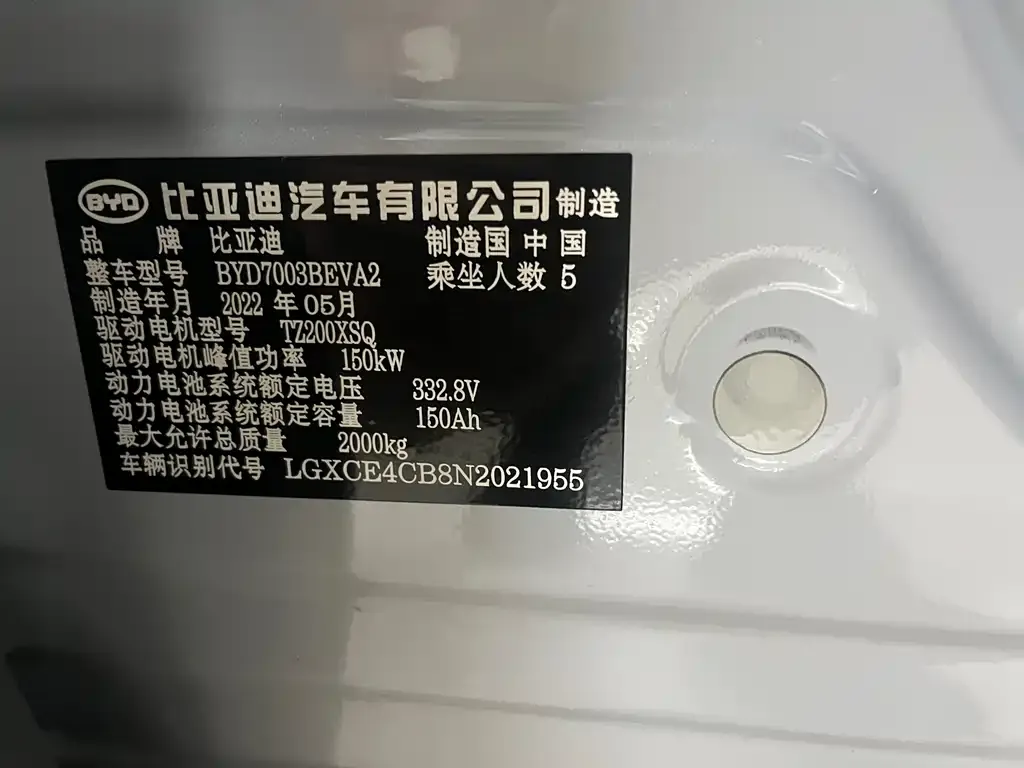 BYD 比亚迪汽车有限公司 制造
品 牌 比亚迪 制造国 中 国
整车型号 BYD7003BEVA2 乘坐人数 5
制造年月 2022 年 05月
驱动电机型号 TZ200XSQ
驱动电机峰值功率 150kW
动力电池系统额定电压 332.8V
动力电池系统额定容量 150Ah
最大允许总质量 2000kg
车辆识别代号 LGXCE4CB8N2021955